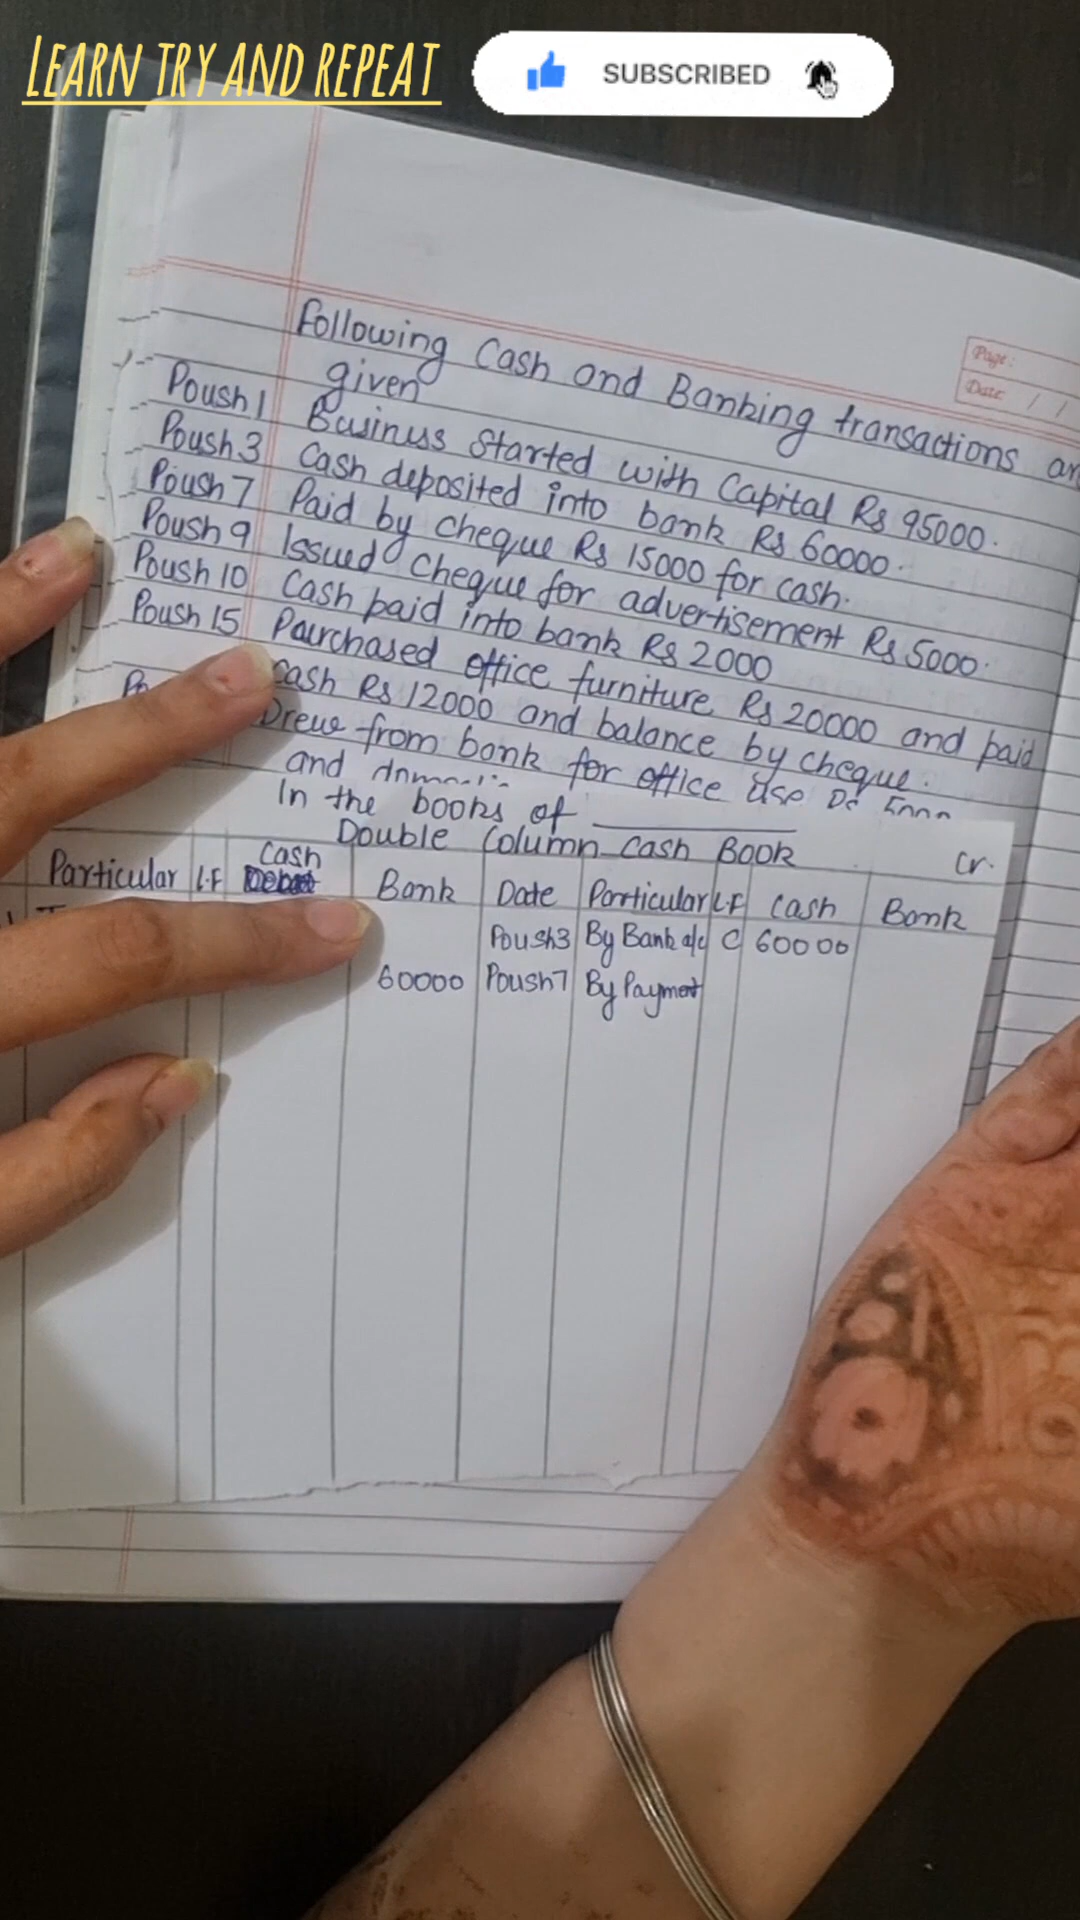 LEARN TRY AND REPEAT
SUBSCRIBED
Page:
Date: / /
Following Cash and Banking transactions are
given
Poush 1 Business Started with Capital Rs 95000.
Poush 3 Cash deposited into bank Rs 60000.
Poush 7 Paid by cheque Rs 15000 for cash.
Poush 9 Issued cheque for advertisement Rs 5000.
Poush 10 Cash paid into bank Rs 2000
Poush 15 Purchased office furniture Rs 20000 and paid
cash Rs 12000 and balance by cheque.
Drew from bank for office use Rs 5000
and
In the books of
Double Column Cash Book
Cr.
Particular L.F Cash Bank Date Particular L.F Cash Bank
Poush3 By Bank a/c C 60000
60000 Poush7 By Payment